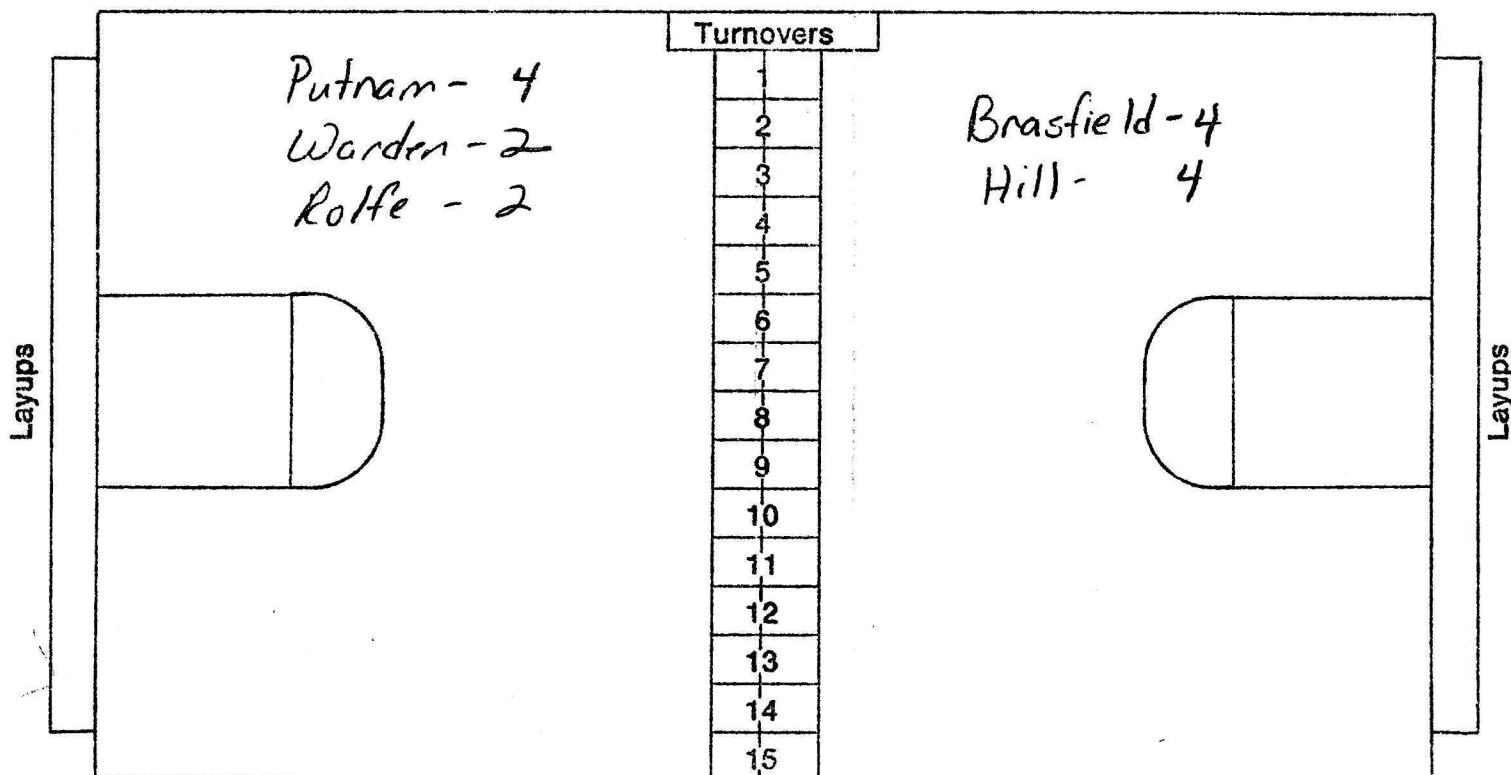 Turnovers
Putnam - 4
Warden - 2
Rolfe - 2
Brasfield - 4
Hill - 4
1
2
3
4
5
6
7
8
9
10
11
12
13
14
15
Layups
Layups